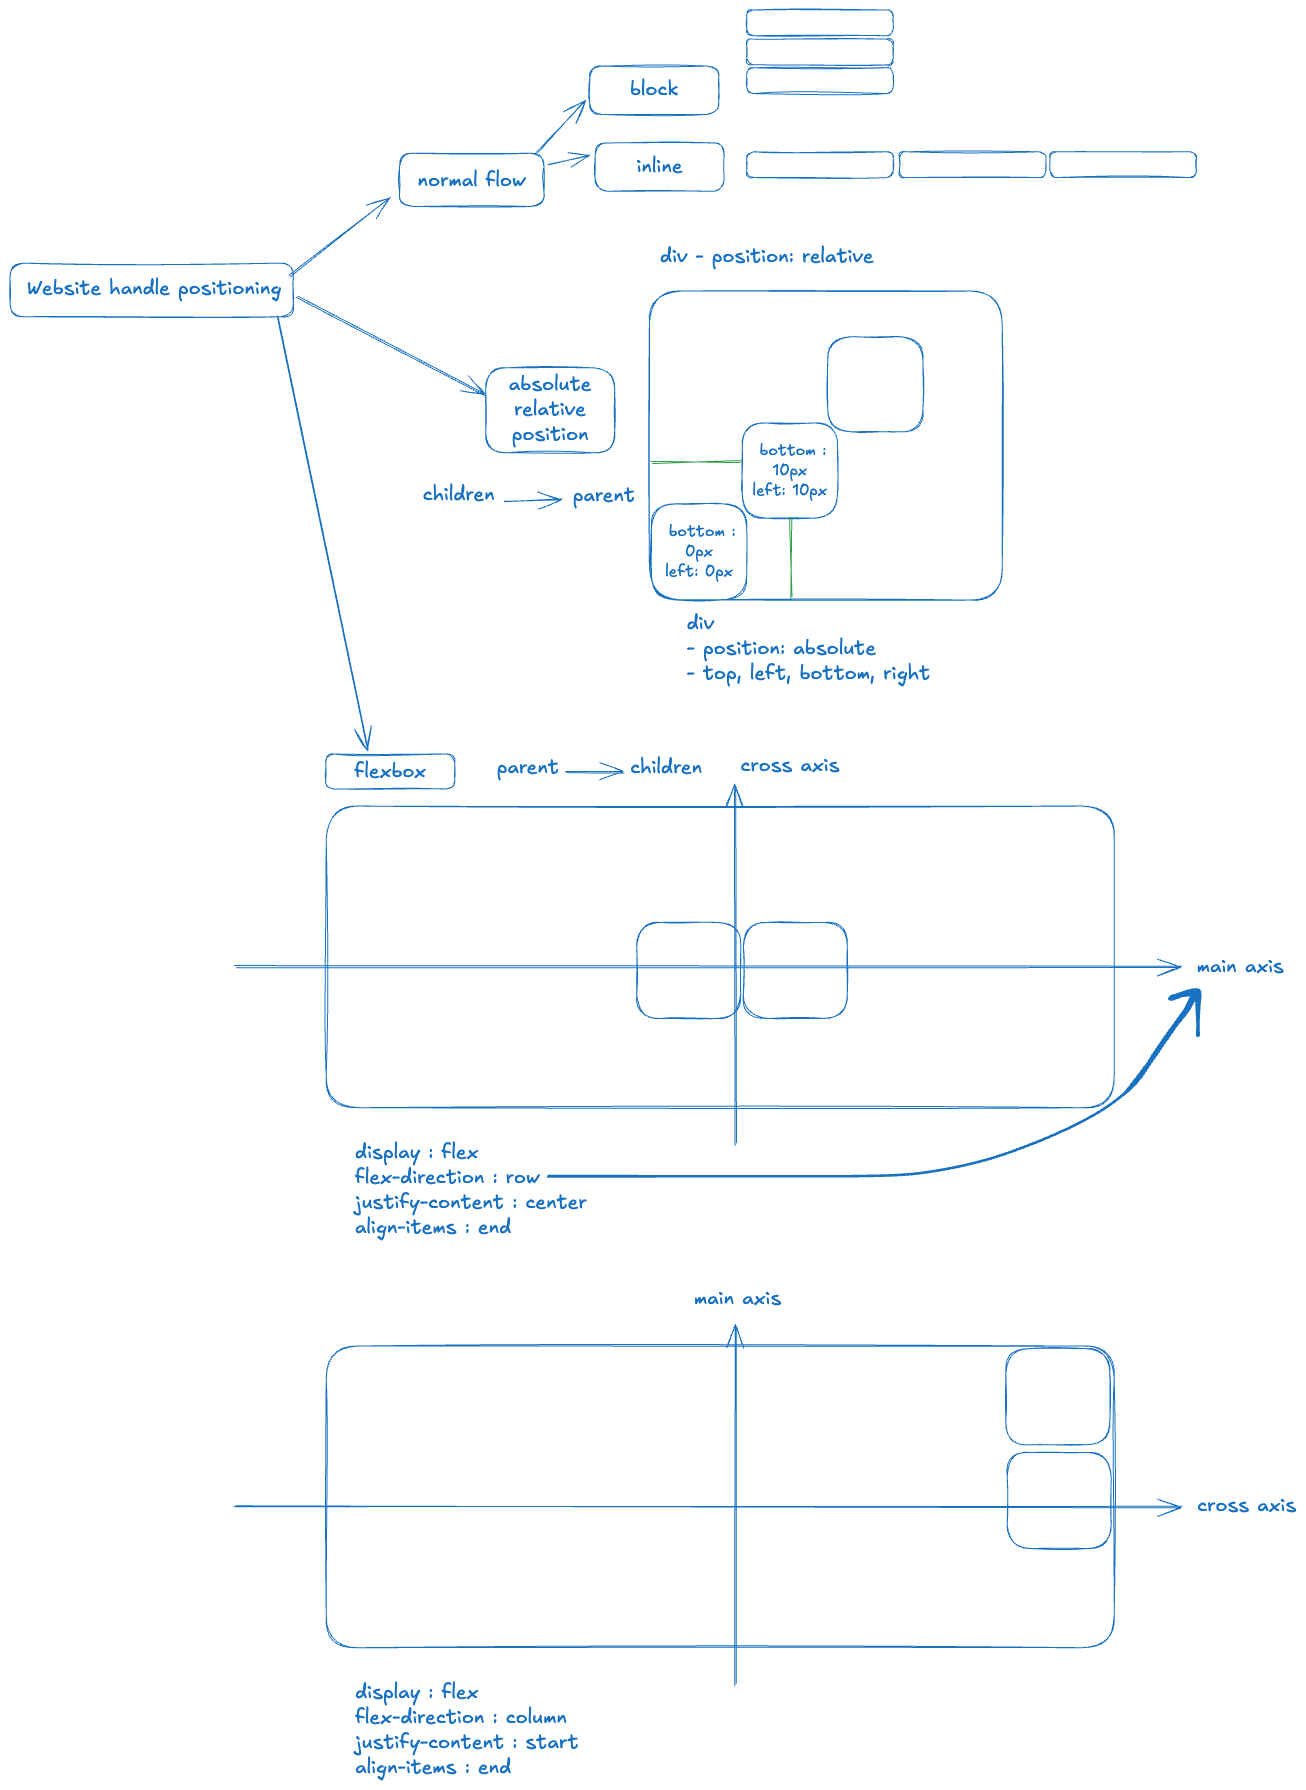 block
normal flow
inline
div - position: relative
Website handle positioning
absolute
relative
position
children
parent
bottom :
10px
left: 10px
bottom :
0px
left: 0px
div
- position: absolute
- top, left, bottom, right
flexbox
parent
children
cross axis
main axis
display : flex
flex-direction : row
justify-content : center
align-items : end
main axis
cross axis
display : flex
flex-direction : column
justify-content : start
align-items : end